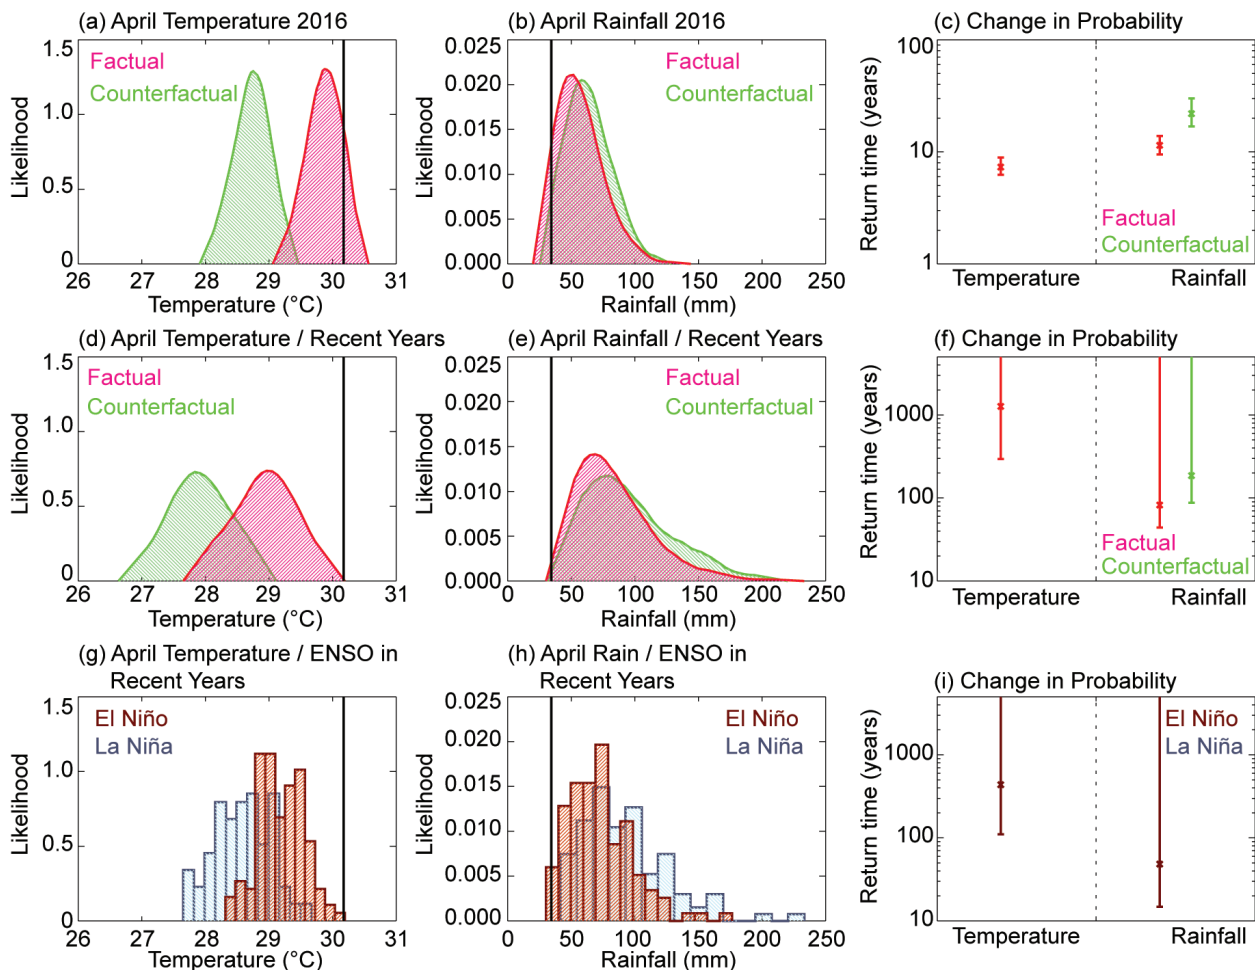 (a) April Temperature 2016
1.5
1.0
0.5
0
Likelihood
Factual
Counterfactual
26 27 28 29 30 31
Temperature (°C)
(b) April Rainfall 2016
0.025
0.020
0.015
0.010
0.005
0.000
Likelihood
Factual
Counterfactual
0 50 100 150 200 250
Rainfall (mm)
(c) Change in Probability
100
10
1
Return time (years)
Factual
Counterfactual
Temperature Rainfall
(d) April Temperature / Recent Years
1.5
1.0
0.5
0
Likelihood
Factual
Counterfactual
26 27 28 29 30 31
Temperature (°C)
(e) April Rainfall / Recent Years
0.025
0.020
0.015
0.010
0.005
0.000
Likelihood
Factual
Counterfactual
0 50 100 150 200 250
Rainfall (mm)
(f) Change in Probability
1000
100
10
Return time (years)
Factual
Counterfactual
Temperature Rainfall
(g) April Temperature / ENSO in
Recent Years
1.5
1.0
0.5
0
Likelihood
El Niño
La Niña
26 27 28 29 30 31
Temperature (°C)
(h) April Rain / ENSO in
Recent Years
0.025
0.020
0.015
0.010
0.005
0.000
Likelihood
El Niño
La Niña
0 50 100 150 200 250
Rainfall (mm)
(i) Change in Probability
1000
100
10
Return time (years)
El Niño
La Niña
Temperature Rainfall